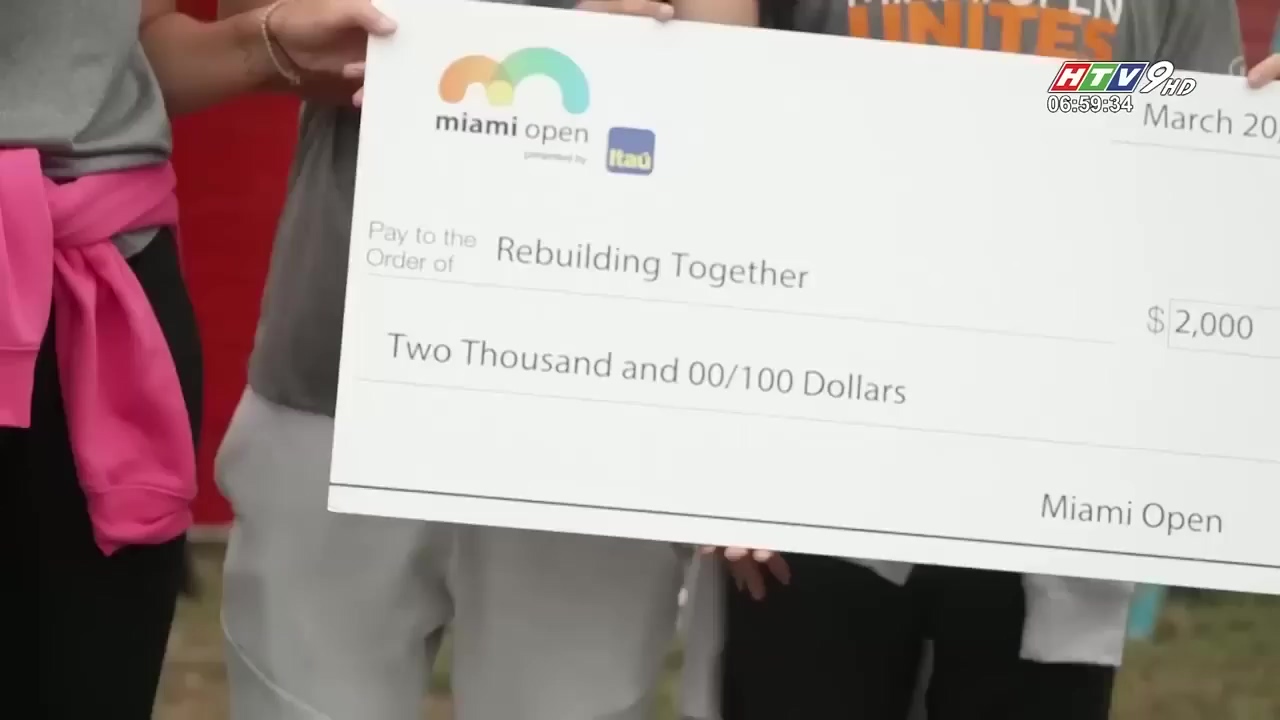 OPEN
UNITES
HTV9HD
06:59:34
March 20,
miami open
presented by
Itaú
Pay to the
Order of
Rebuilding Together
$ 2,000
Two Thousand and 00/100 Dollars
Miami Open